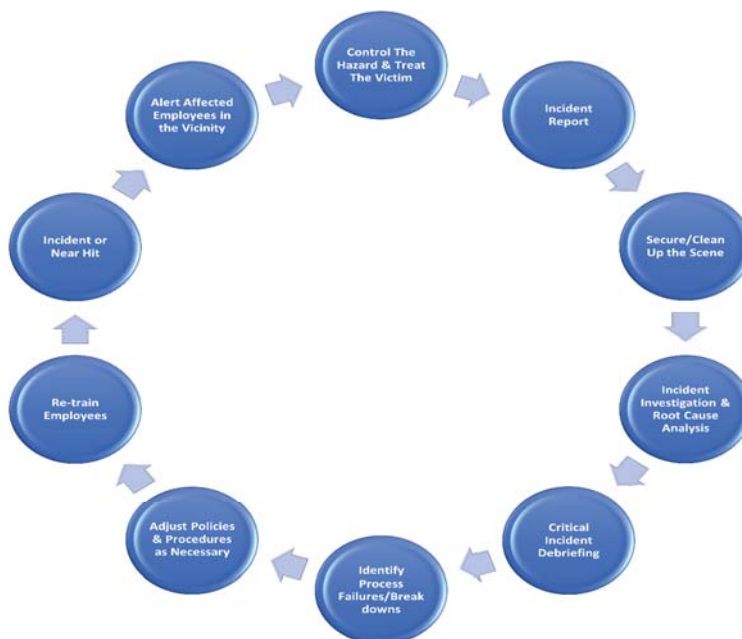 Control The
Hazard & Treat
The Victim
Incident
Report
Secure/Clean
Up the Scene
Incident
Investigation &
Root Cause
Analysis
Critical
Incident
Debriefing
Identify
Process
Failures/Break
downs
Adjust Policies
& Procedures
as Necessary
Re-train
Employees
Incident or
Near Hit
Alert Affected
Employees in
the Vicinity